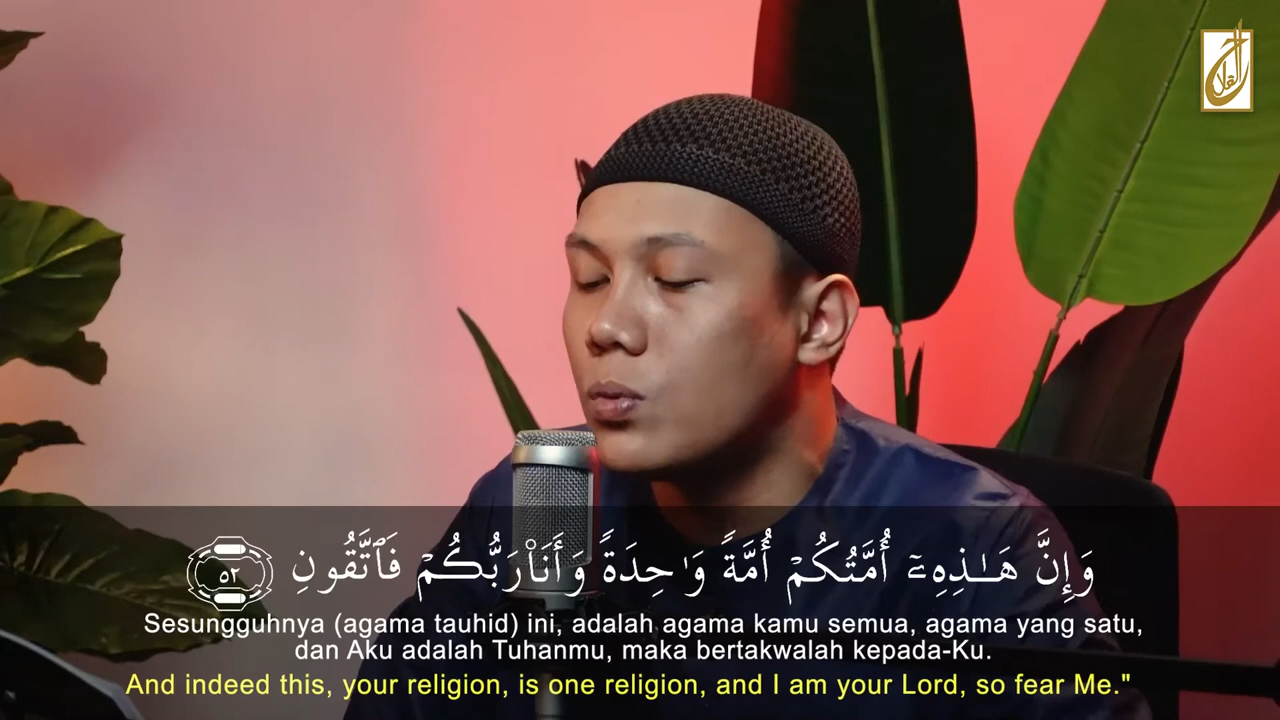 القلاح
وَإِنَّ هَـٰذِهِۦٓ أُمَّتُكُمْ أُمَّةً وَٰحِدَةً وَأَنَا۠ رَبُّكُمْ فَٱتَّقُونِ ٥٢
Sesungguhnya (agama tauhid) ini, adalah agama kamu semua, agama yang satu,
dan Aku adalah Tuhanmu, maka bertakwalah kepada-Ku.
And indeed this, your religion, is one religion, and I am your Lord, so fear Me."